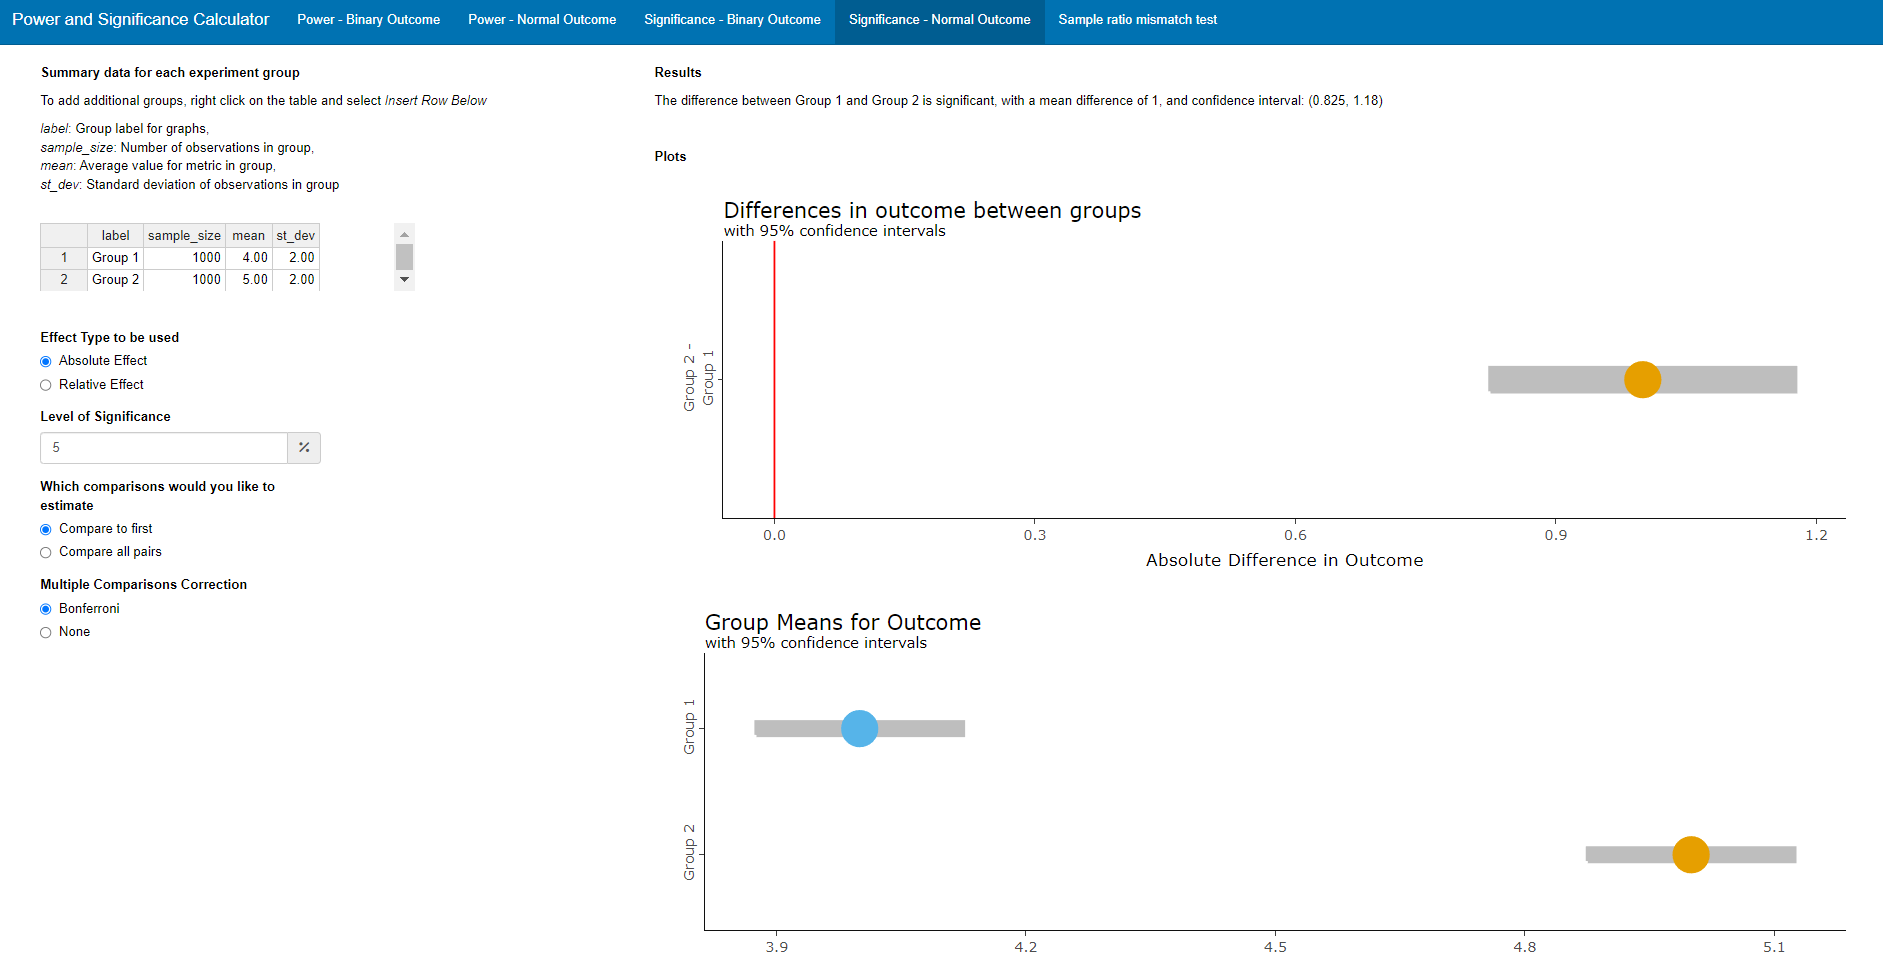 Power and Significance Calculator Power - Binary Outcome Power - Normal Outcome Significance - Binary Outcome Significance - Normal Outcome Sample ratio mismatch test
Summary data for each experiment group
To add additional groups, right click on the table and select Insert Row Below
label: Group label for graphs,
sample_size: Number of observations in group,
mean: Average value for metric in group,
st_dev: Standard deviation of observations in group
label sample_size mean st_dev
1 Group 1 1000 4.00 2.00
2 Group 2 1000 5.00 2.00
Effect Type to be used
Absolute Effect
Relative Effect
Level of Significance
5 %
Which comparisons would you like to
estimate
Compare to first
Compare all pairs
Multiple Comparisons Correction
Bonferroni
None
Results
The difference between Group 1 and Group 2 is significant, with a mean difference of 1, and confidence interval: (0.825, 1.18)
Plots
Differences in outcome between groups
with 95% confidence intervals
Group 2 -
Group 1
0.0 0.3 0.6 0.9 1.2
Absolute Difference in Outcome
Group Means for Outcome
with 95% confidence intervals
Group 1
Group 2
3.9 4.2 4.5 4.8 5.1